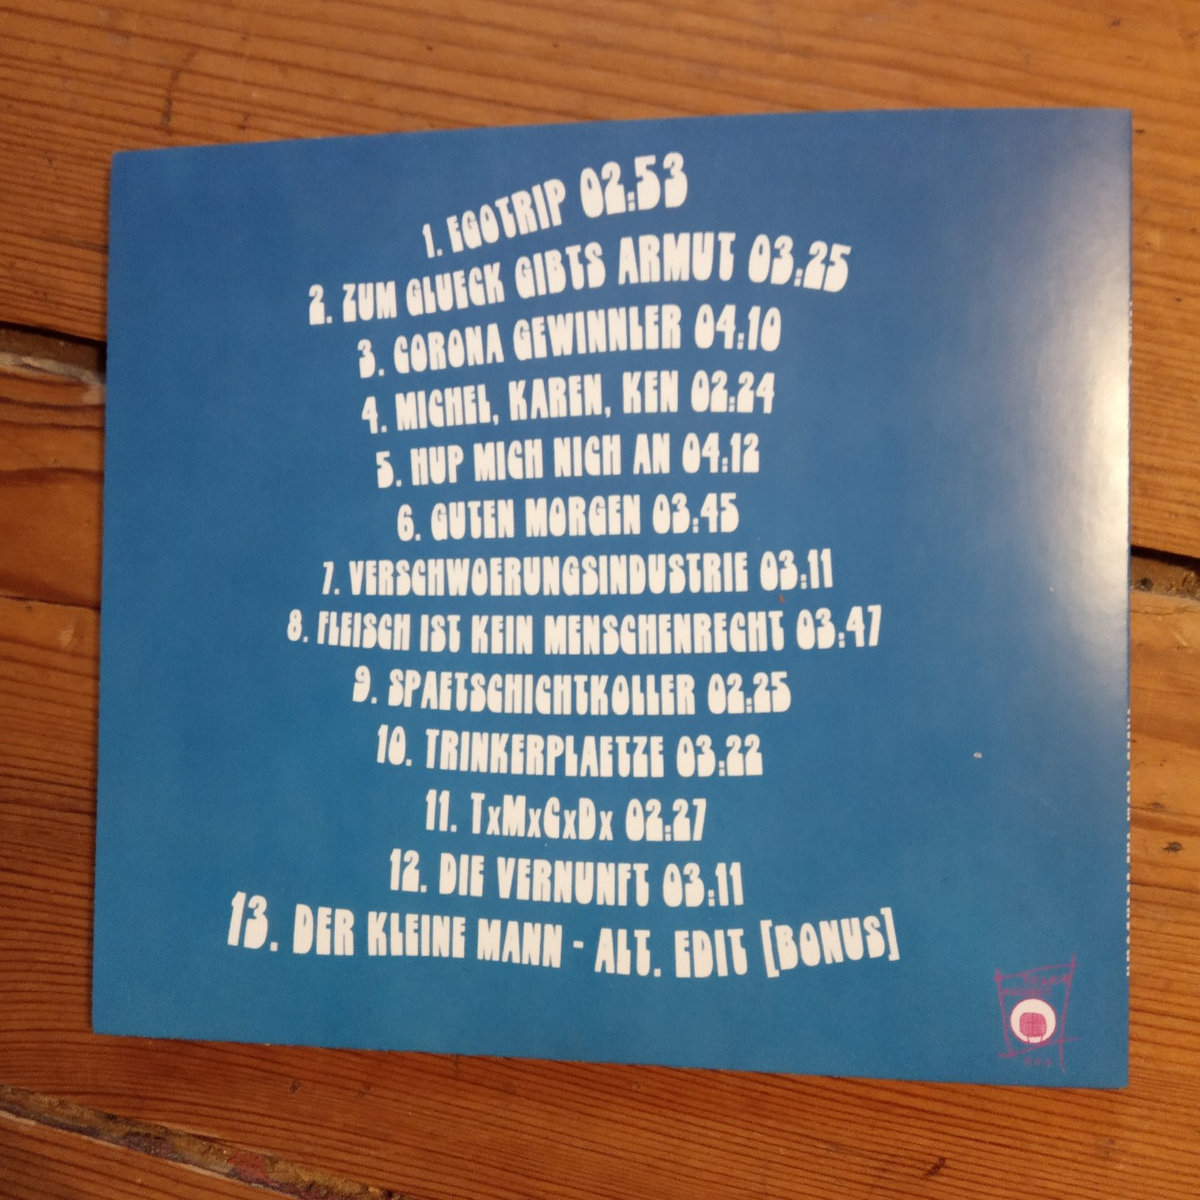 1. EGOTRIP 02:53
2. ZUM GLUECK GIBTS ARMUT 03:25
3. CORONA GEWINNLER 04:10
4. MICHEL, KAREN, KEN 02:24
5. HUP MICH NICH AN 04:12
6. GUTEN MORGEN 03:45
7. VERSCHWOERUNGSINDUSTRIE 03:11
8. FLEISCH IST KEIN MENSCHENRECHT 03:47
9. SPAETSCHICHTKOLLER 02:25
10. TRINKERPLAETZE 03:22
11. TxMxGxDx 02:27
12. DIE VERNUNFT 03:11
13. DER KLEINE MANN - ALT. EDIT [BONUS]